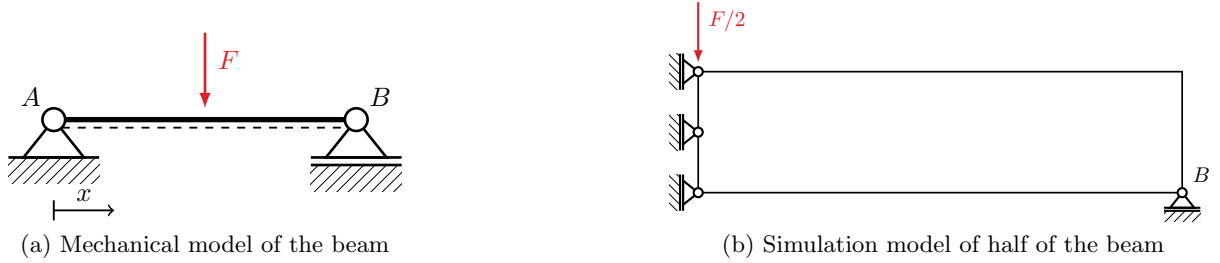 F
A
B
x
(a) Mechanical model of the beam
F/2
B
(b) Simulation model of half of the beam